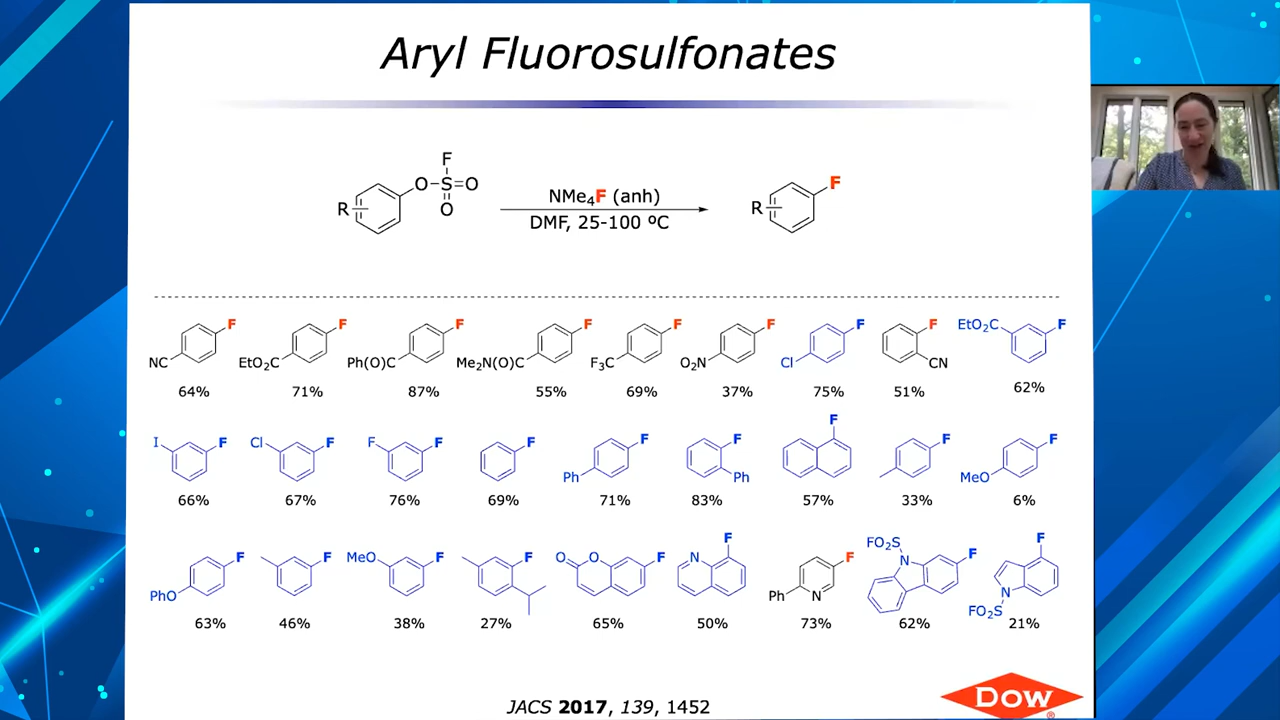 Aryl Fluorosulfonates
F
O S O
O
R
NMe4F (anh)
DMF, 25-100 ºC
F
R
F F F F F F F F EtO2C F
NC EtO2C Ph(O)C Me2N(O)C F3C O2N Cl CN
64% 71% 87% 55% 69% 37% 75% 51% 62%
I F Cl F F F F F F F F F
Ph Ph MeO
66% 67% 76% 69% 71% 83% 57% 33% 6%
F F MeO F F O O F N F F FO2S N F F
PhO Ph N FO2S N
63% 46% 38% 27% 65% 50% 73% 62% 21%
JACS 2017, 139, 1452
Dow
®